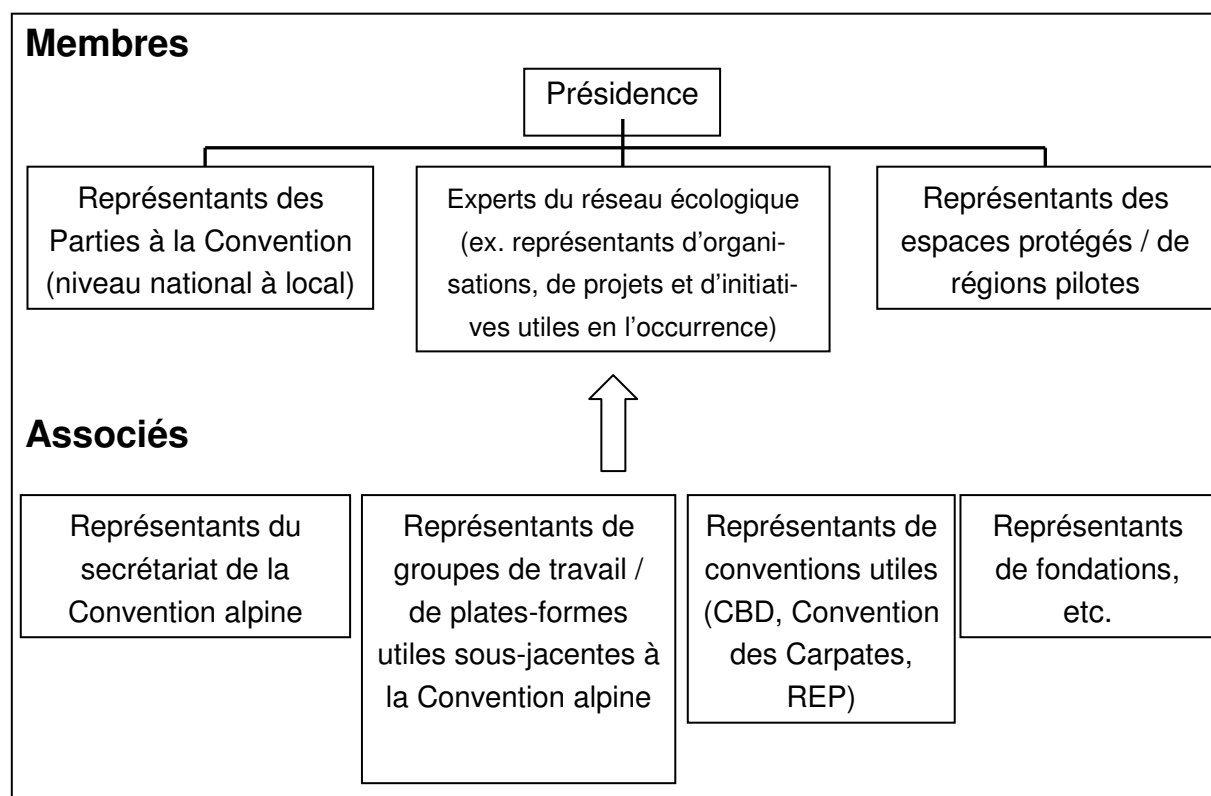 Membres
Présidence
Représentants des
Parties à la Convention
(niveau national à local)
Experts du réseau écologique
(ex. représentants d'organi-
sations, de projets et d'initiati-
ves utiles en l'occurrence)
Représentants des
espaces protégés / de
régions pilotes
Associés
Représentants du
secrétariat de la
Convention alpine
Représentants de
groupes de travail /
de plates-formes
utiles sous-jacentes à
la Convention alpine
Représentants de
conventions utiles
(CBD, Convention
des Carpates,
REP)
Représentants
de fondations,
etc.